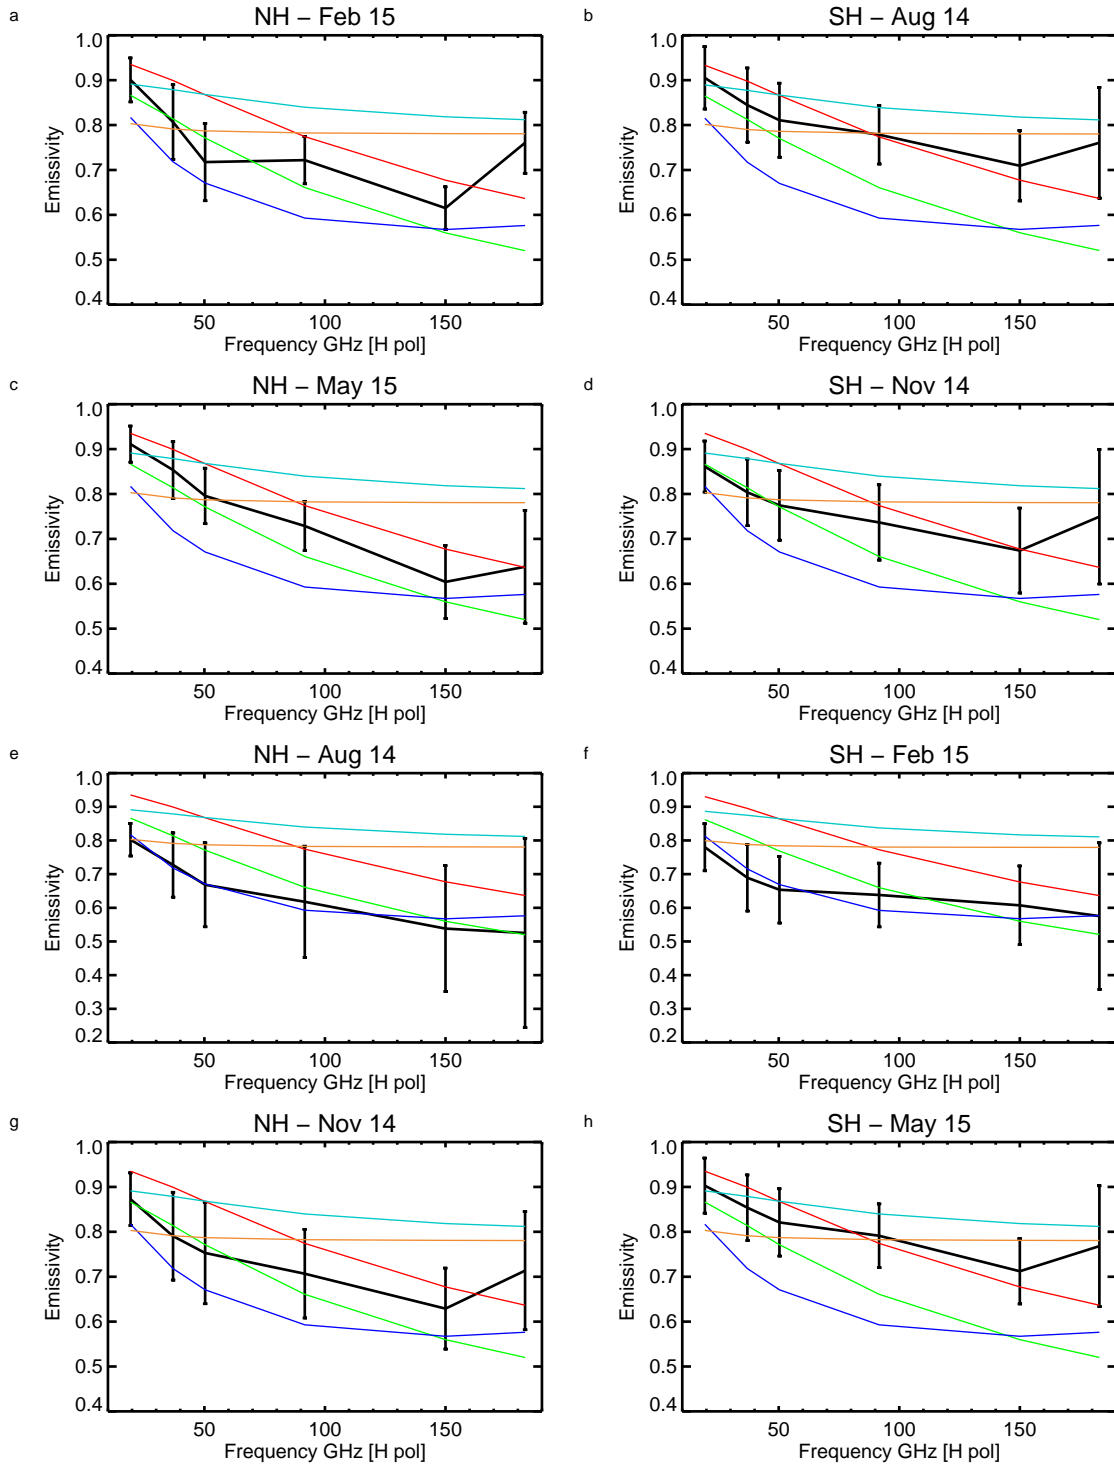 a
NH – Feb 15
b
SH – Aug 14
1.0
0.9
0.8
0.7
0.6
0.5
0.4
Emissivity
50 100 150
Frequency GHz [H pol]
1.0
0.9
0.8
0.7
0.6
0.5
0.4
Emissivity
50 100 150
Frequency GHz [H pol]
c
NH – May 15
d
SH – Nov 14
1.0
0.9
0.8
0.7
0.6
0.5
0.4
Emissivity
50 100 150
Frequency GHz [H pol]
1.0
0.9
0.8
0.7
0.6
0.5
0.4
Emissivity
50 100 150
Frequency GHz [H pol]
e
NH – Aug 14
f
SH – Feb 15
1.0
0.9
0.8
0.7
0.6
0.5
0.4
0.3
0.2
Emissivity
50 100 150
Frequency GHz [H pol]
1.0
0.9
0.8
0.7
0.6
0.5
0.4
0.3
0.2
Emissivity
50 100 150
Frequency GHz [H pol]
g
NH – Nov 14
h
SH – May 15
1.0
0.9
0.8
0.7
0.6
0.5
0.4
Emissivity
50 100 150
Frequency GHz [H pol]
1.0
0.9
0.8
0.7
0.6
0.5
0.4
Emissivity
50 100 150
Frequency GHz [H pol]